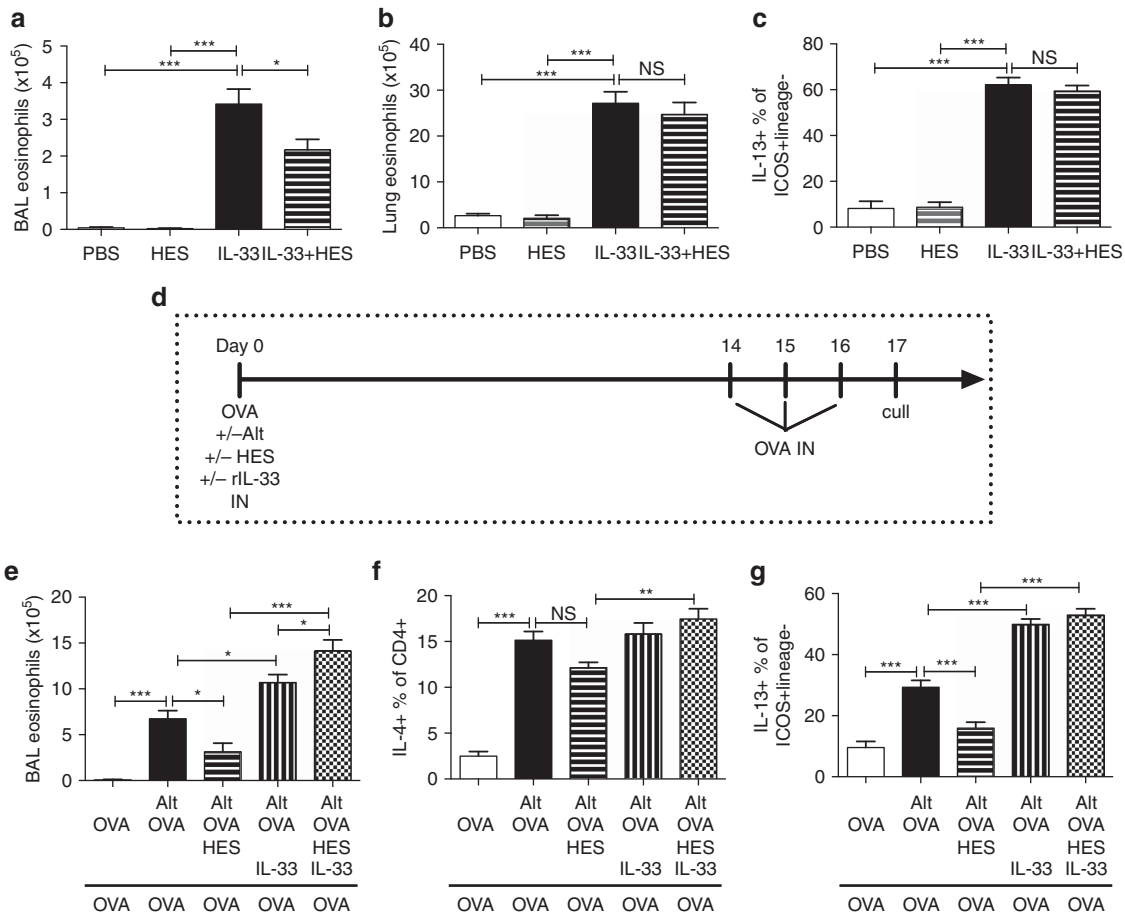 a
BAL eosinophils (x10⁵)
5
4
3
2
1
0
***
***
*
PBS HES IL-33 IL-33+HES
b
Lung eosinophils (x10⁵)
40
30
20
10
0
***
***
NS
PBS HES IL-33 IL-33+HES
c
IL-13+ % of
ICOS+lineage-
80
60
40
20
0
***
***
NS
PBS HES IL-33 IL-33+HES
d
Day 0 14 15 16 17
OVA
+/–Alt
+/– HES
+/– rIL-33
IN
OVA IN
cull
e
BAL eosinophils (x10⁵)
20
15
10
5
0
***
*
*
*
***
Alt Alt Alt Alt
OVA OVA OVA OVA OVA
HES HES
IL-33 IL-33
OVA OVA OVA OVA OVA
f
IL-4+ % of CD4+
20
15
10
5
0
***
NS
**
Alt Alt Alt Alt
OVA OVA OVA OVA OVA
HES HES
IL-33 IL-33
OVA OVA OVA OVA OVA
g
IL-13+ % of
ICOS+lineage-
60
40
20
0
***
***
***
***
Alt Alt Alt Alt
OVA OVA OVA OVA OVA
HES HES
IL-33 IL-33
OVA OVA OVA OVA OVA